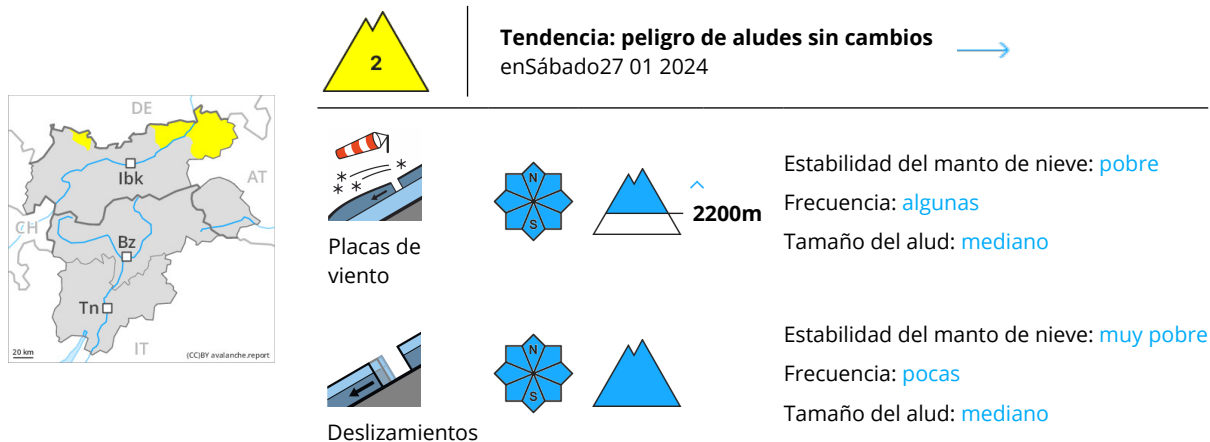 2
Tendencia: peligro de aludes sin cambios
enSábado27 01 2024
DE
Ibk
AT
CH
Bz
Tn
IT
20 km
(CC)BY avalanche.report
Placas de
viento
N
S
2200m
Estabilidad del manto de nieve: pobre
Frecuencia: algunas
Tamaño del alud: mediano
Deslizamientos
N
S
Estabilidad del manto de nieve: muy pobre
Frecuencia: pocas
Tamaño del alud: mediano